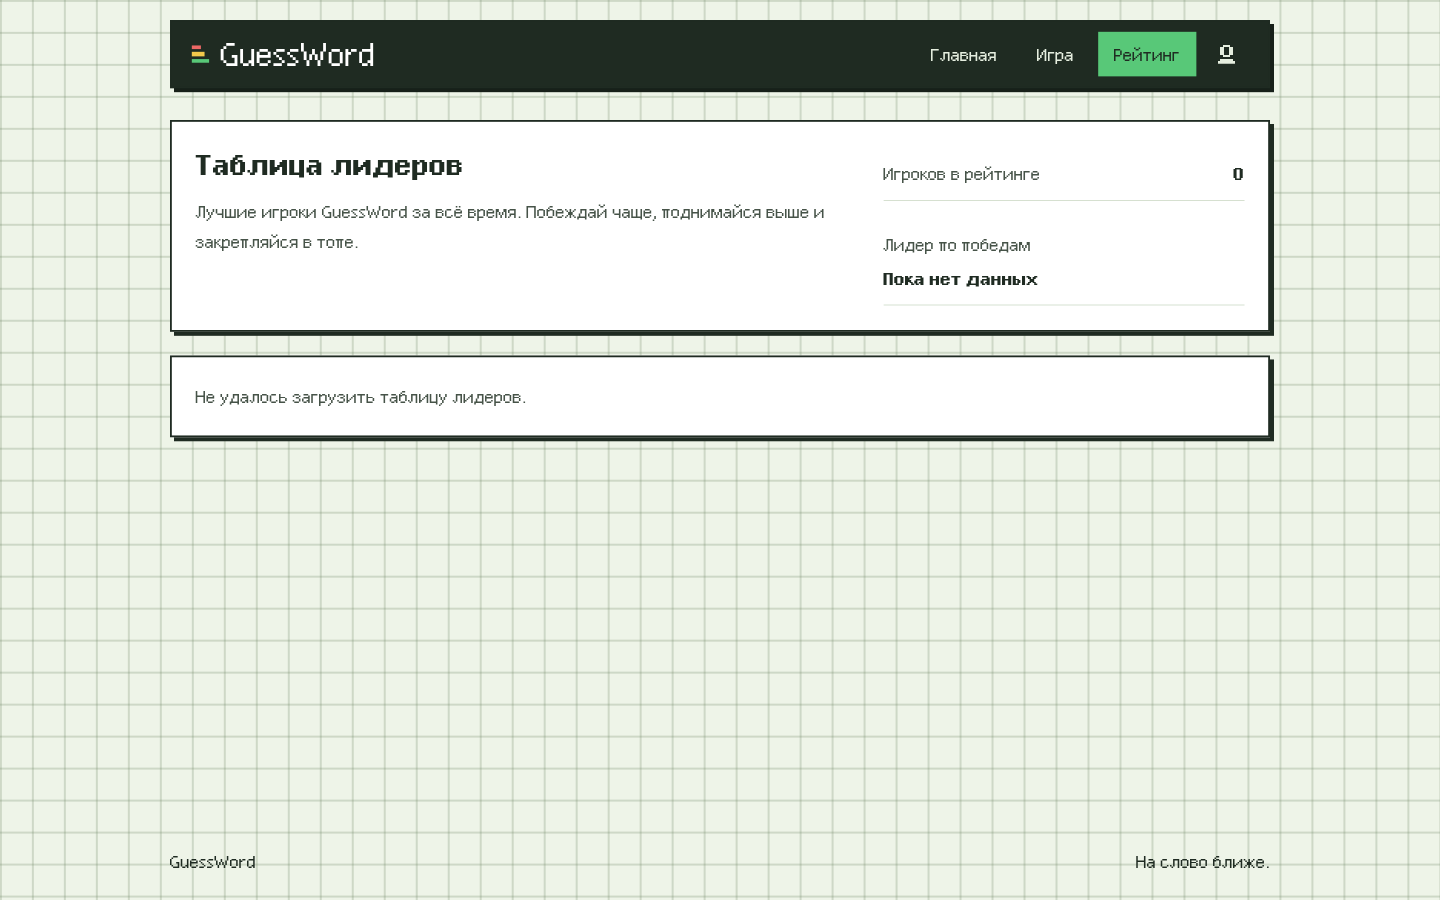 GuessWord
Главная
Игра
Рейтинг
Таблица лидеров
Лучшие игроки GuessWord за всё время. Побеждай чаще, поднимайся выше и
закрепляйся в топе.
Игроков в рейтинге
0
Лидер по победам
Пока нет данных
Не удалось загрузить таблицу лидеров.
GuessWord
На слово ближе.